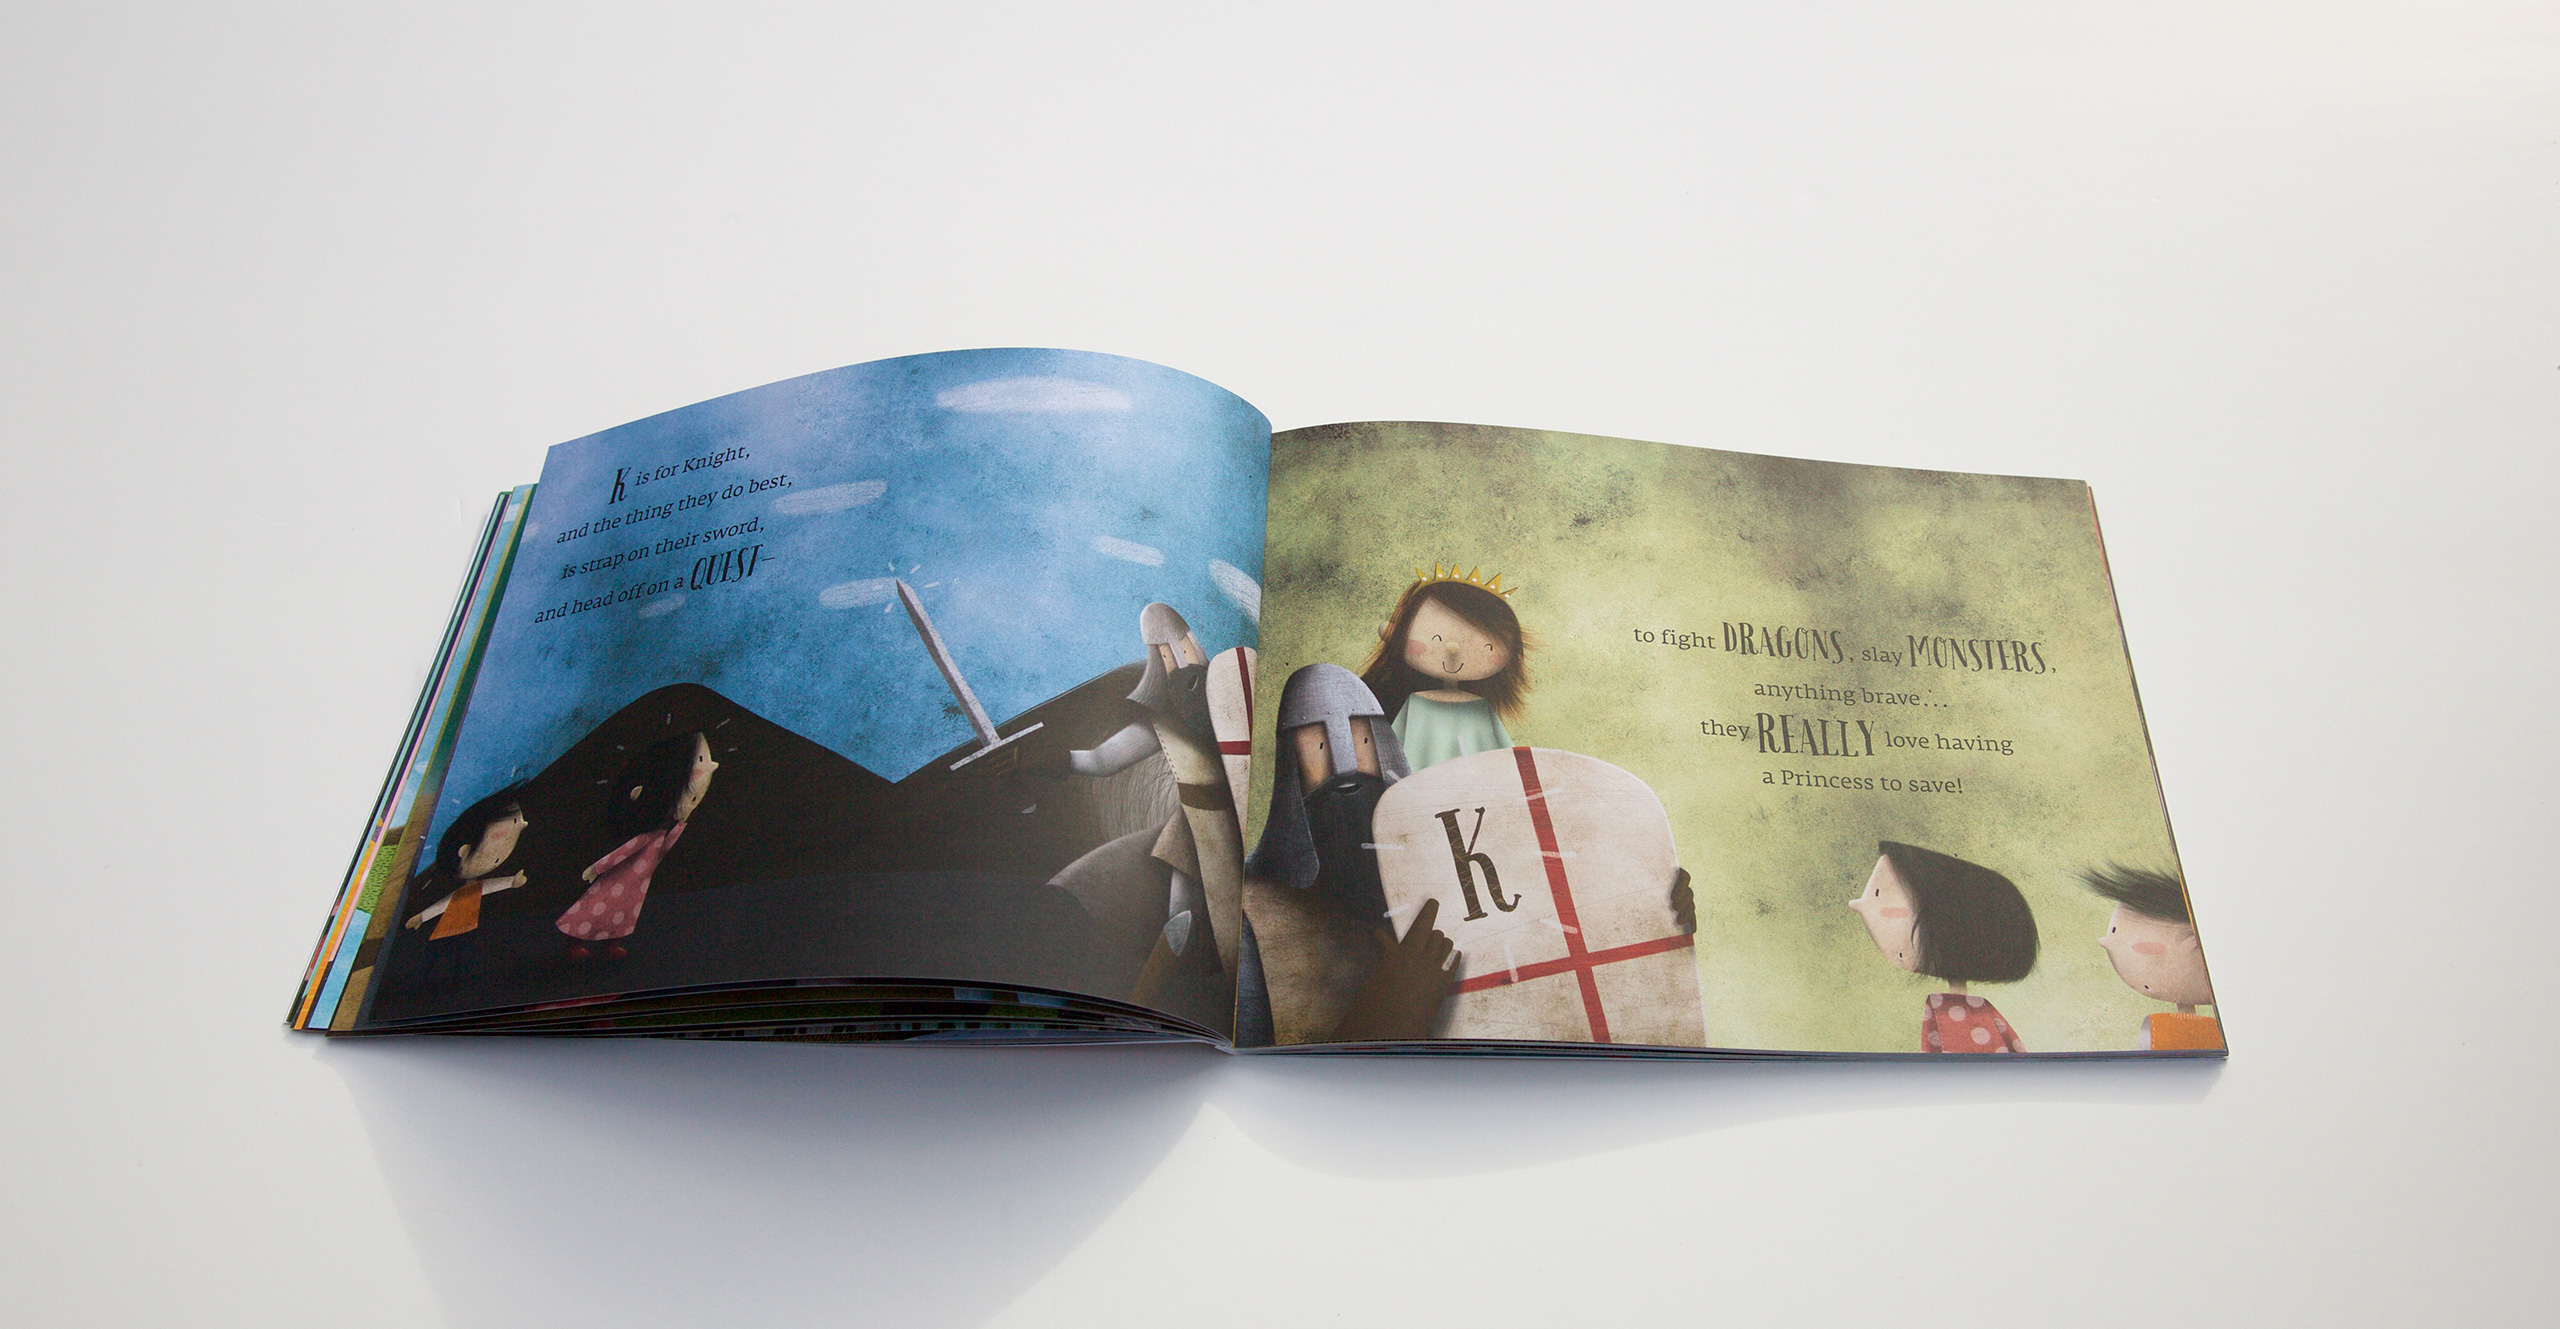 K is for Knight,
and the thing they do best,
is strap on their sword,
and head off on a QUEST—
to fight DRAGONS, slay MONSTERS,
anything brave...
they REALLY love having
a Princess to save!
K